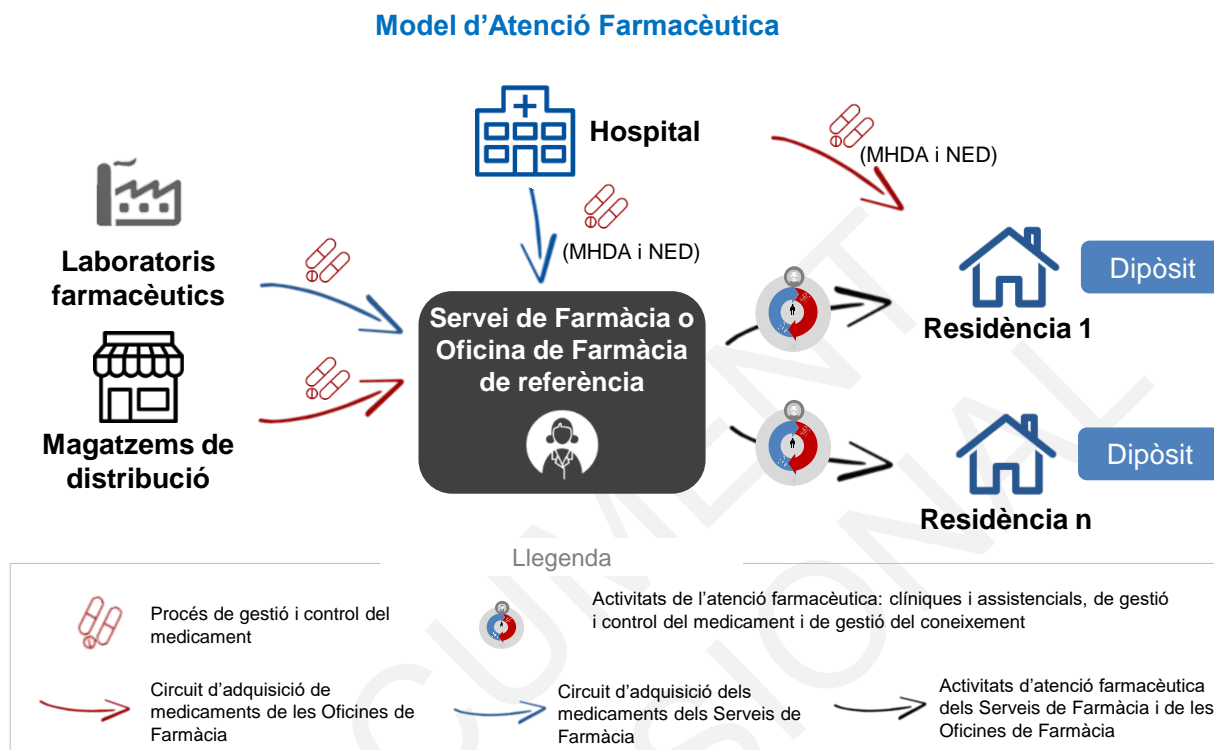 Model d’Atenció Farmacèutica
Hospital
(MHDA i NED)
(MHDA i NED)
Laboratoris
farmacèutics
Magatzems de
distribució
Servei de Farmàcia o
Oficina de Farmàcia
de referència
Residència 1
Dipòsit
Residència n
Dipòsit
Llegenda
Procés de gestió i control del
medicament
Activitats de l’atenció farmacèutica: clíniques i assistencials, de gestió
i control del medicament i de gestió del coneixement
Circuit d’adquisició de
medicaments de les Oficines de
Farmàcia
Circuit d’adquisició dels
medicaments dels Serveis de
Farmàcia
Activitats d’atenció farmacèutica
dels Serveis de Farmàcia i de les
Oficines de Farmàcia